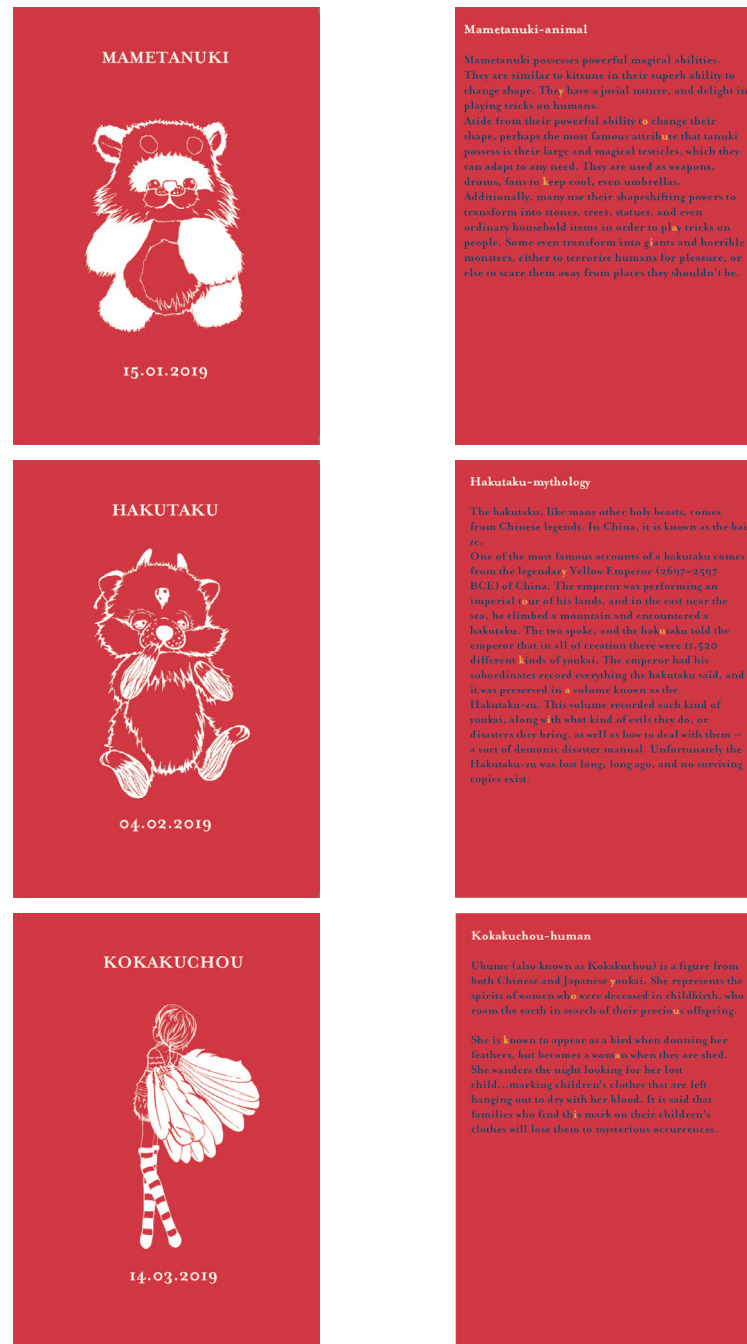 MAMETANUKI
15.01.2019
Mametanuki-animal
Mametanuki possesses powerful magical abilities.
They are similar to kitsune in their superb ability to
change shape. They have a jovial nature, and delight in
playing tricks on humans.
Aside from their powerful ability to change their
shape, perhaps the most famous attribute that tanuki
possess is their large and magical testicles, which they
can adapt to any need. They are used as weapons,
drums, fans to keep cool, even umbrellas.
Additionally, many use their shapeshifting powers to
transform into stones, trees, statues, and even
ordinary household items in order to play tricks on
people. Some even transform into giants and horrible
monsters, either to terrorize humans for pleasure, or
else to scare them away from places they shouldn't be.
HAKUTAKU
04.02.2019
Hakutaku-mythology
The hakutaku, like many other holy beasts, comes
from Chinese legends. In China, it is known as the bai
ze.
One of the most famous accounts of a hakutaku comes
from the legendary Yellow Emperor (2697–2597
BCE) of China. The emperor was performing an
imperial tour of his lands, and in the east near the
sea, he climbed a mountain and encountered a
hakutaku. The two spoke, and the hakutaku told the
emperor that in all of creation there were 11,520
different kinds of youkai. The emperor had his
subordinates record everything the hakutaku said, and
it was preserved in a volume known as the
Hakutaku-zu. This volume recorded each kind of
youkai, along with what kind of evils they do, or
disasters they bring, as well as how to deal with them —
a sort of demonic disaster manual. Unfortunately the
Hakutaku-zu was lost long, long ago, and no surviving
copies exist.
KOKAKUCHOU
14.03.2019
Kokakuchou-human
Ubume (also known as Kokakuchou) is a figure from
both Chinese and Japanese youkai. She represents the
spirits of women who were deceased in childbirth, who
roam the earth in search of their precious offspring.
She is known to appear as a bird when donning her
feathers, but becomes a woman when they are shed.
She wanders the night looking for her lost
child...marking children's clothes that are left
hanging out to dry with her blood. It is said that
families who find this mark on their children's
clothes will lose them to mysterious occurrences.